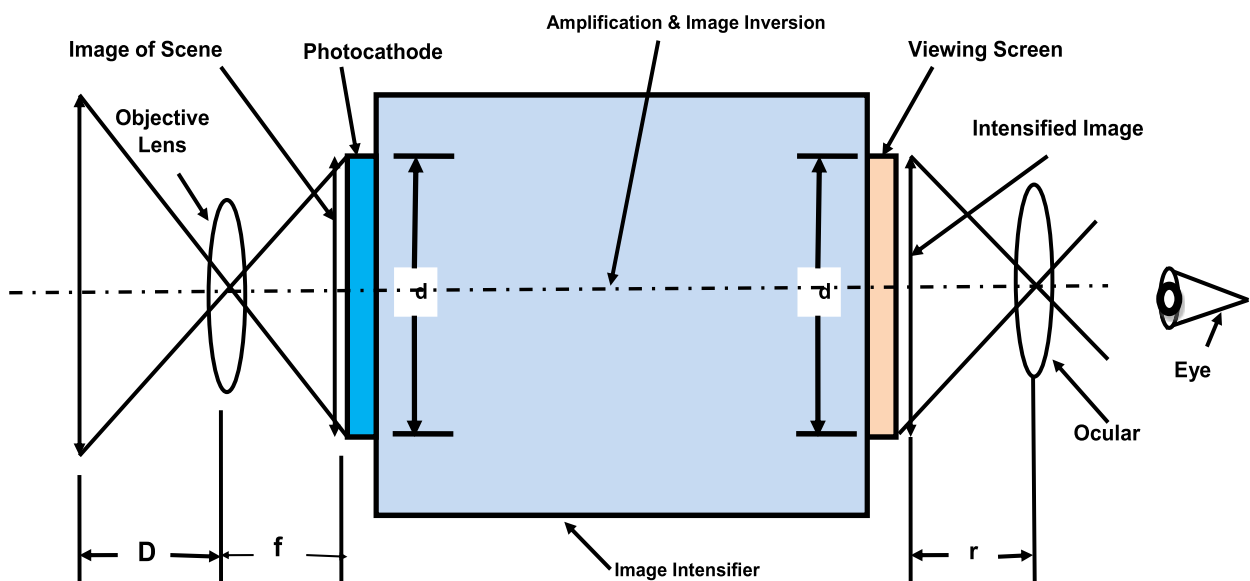 Amplification & Image Inversion
Image of Scene
Photocathode
Viewing Screen
Objective
Lens
Intensified Image
d
d
Eye
Ocular
D
f
r
Image Intensifier